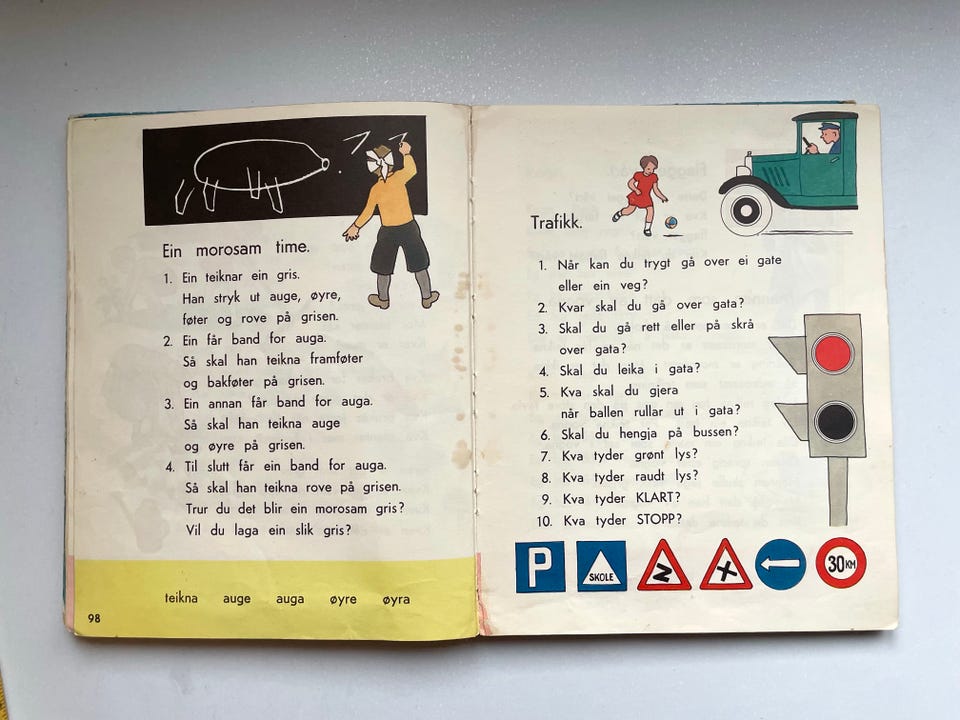 Ein morosam time.
1. Ein teiknar ein gris.
Han stryk ut auge, øyre,
føter og rove på grisen.
2. Ein får band for auga.
Så skal han teikna framføter
og bakføter på grisen.
3. Ein annan får band for auga.
Så skal han teikna auge
og øyre på grisen.
4. Til slutt får ein band for auga.
Så skal han teikna rove på grisen.
Trur du det blir ein morosam gris?
Vil du laga ein slik gris?
teikna auge auga øyre øyra
98
Trafikk.
1. Når kan du trygt gå over ei gate
eller ein veg?
2. Kvar skal du gå over gata?
3. Skal du gå rett eller på skrå
over gata?
4. Skal du leika i gata?
5. Kva skal du gjera
når ballen rullar ut i gata?
6. Skal du hengja på bussen?
7. Kva tyder grønt lys?
8. Kva tyder raudt lys?
9. Kva tyder KLART?
10. Kva tyder STOPP?
P
SKOLE
30 KM